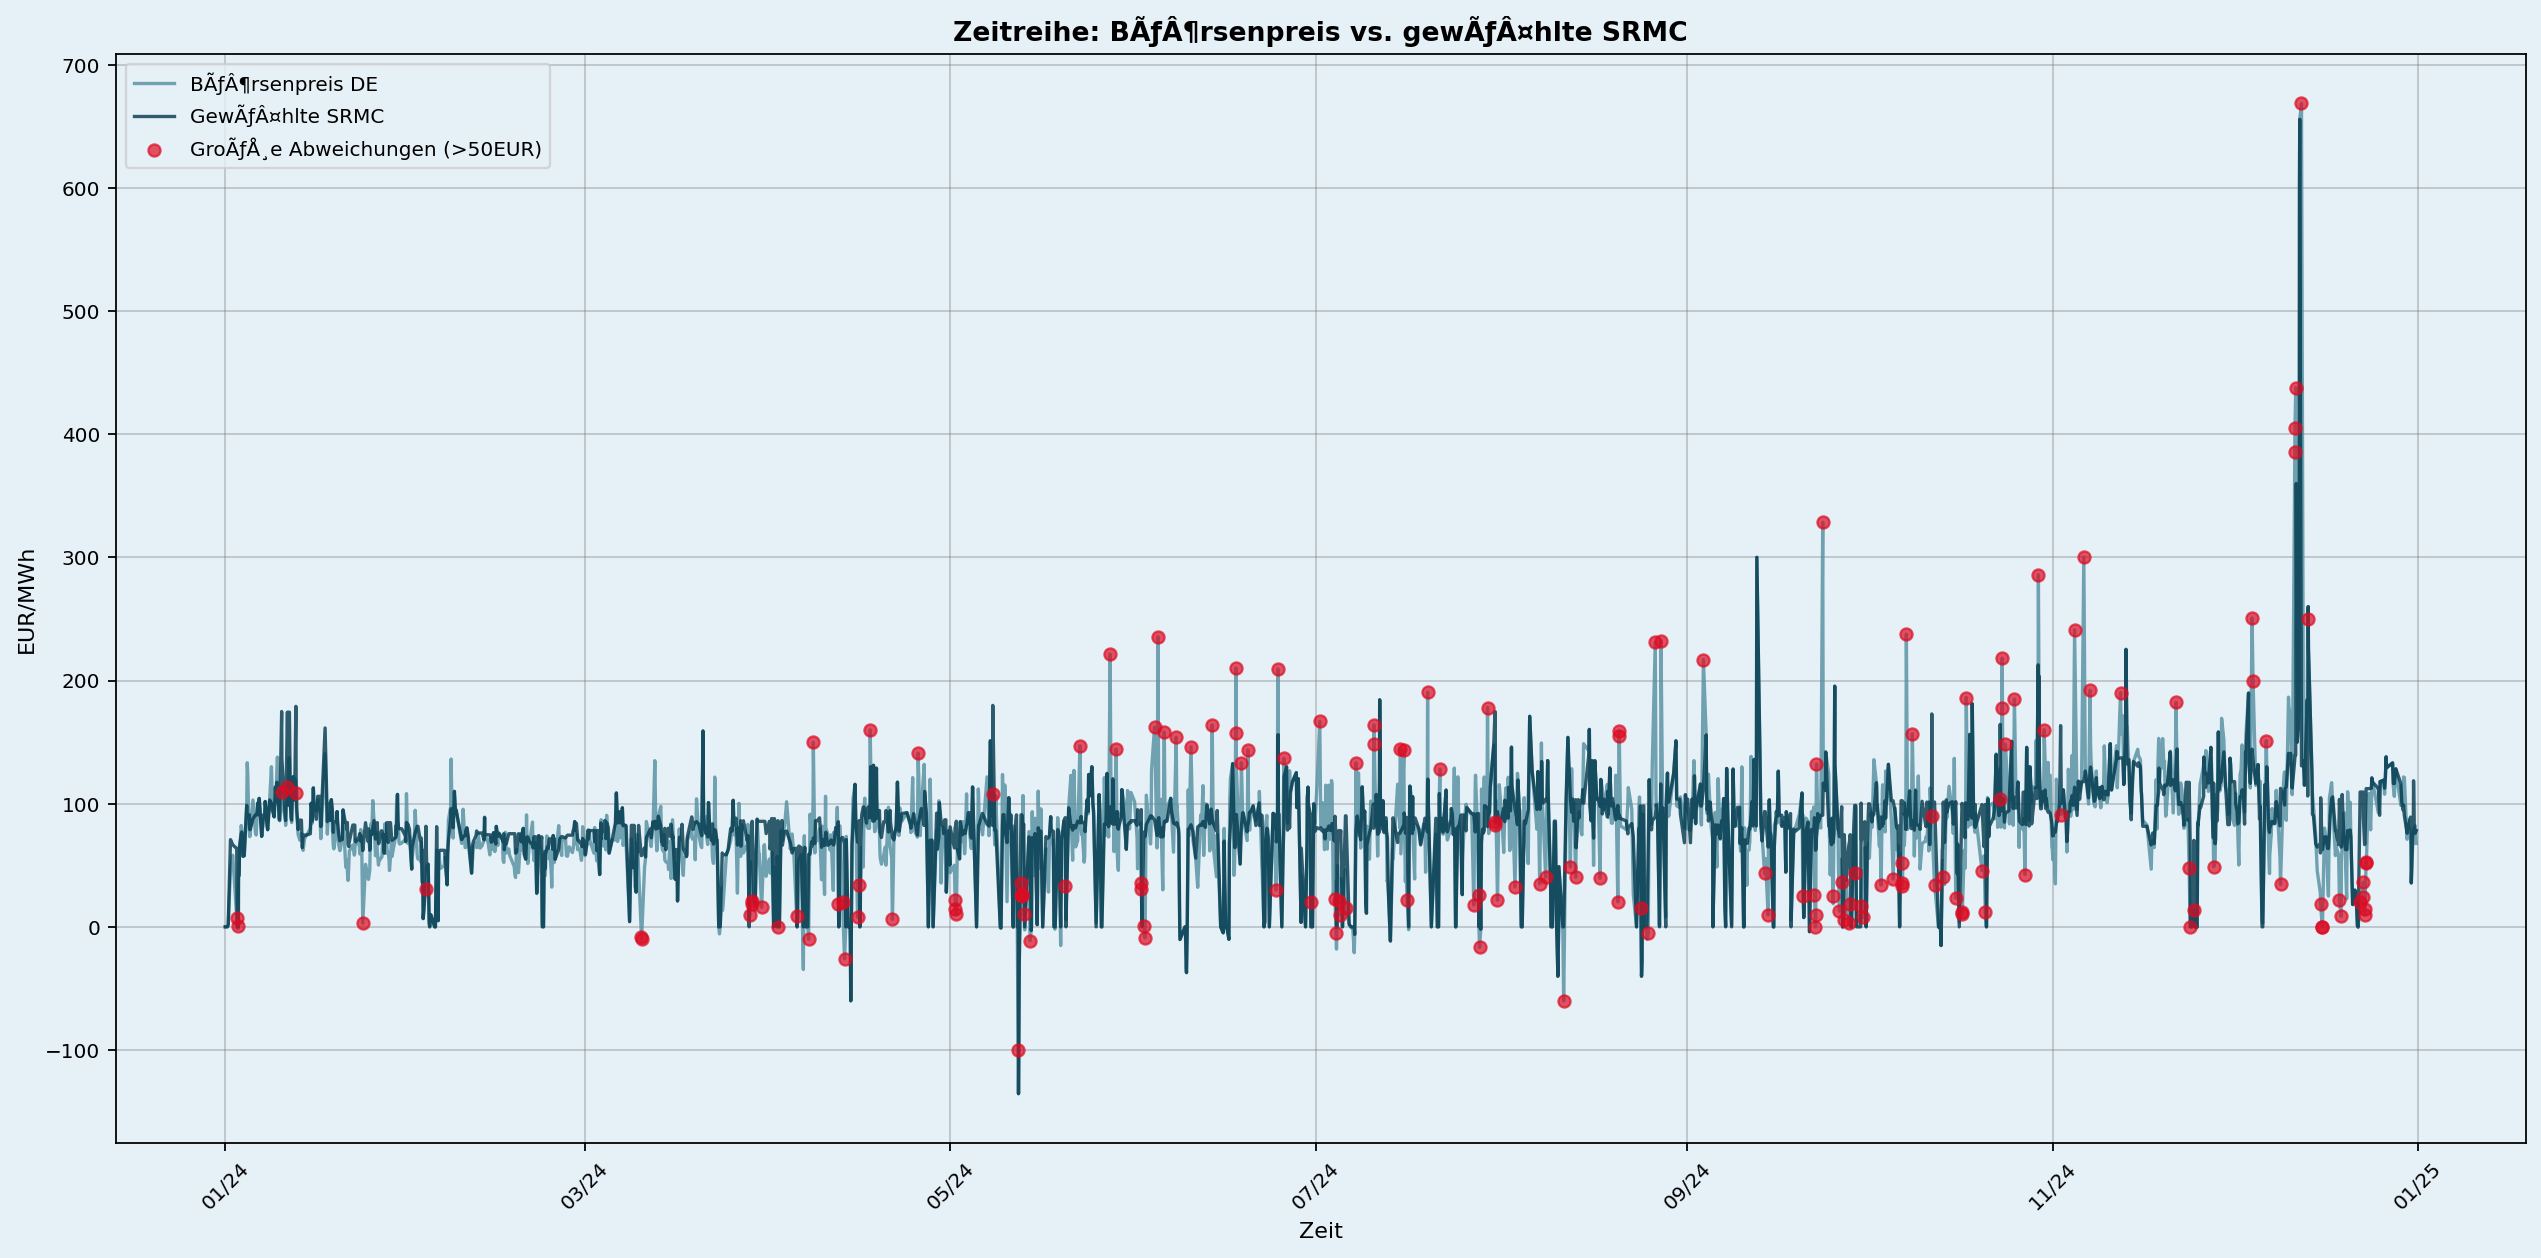 Zeitreihe: BÃƒÂ¶rsenpreis vs. gewÃƒÂ¤hlte SRMC
BÃƒÂ¶rsenpreis DE
GewÃƒÂ¤hlte SRMC
GroÃƒÅ¸e Abweichungen (>50EUR)
EUR/MWh
700
600
500
400
300
200
100
0
−100
01/24
03/24
05/24
07/24
09/24
11/24
01/25
Zeit